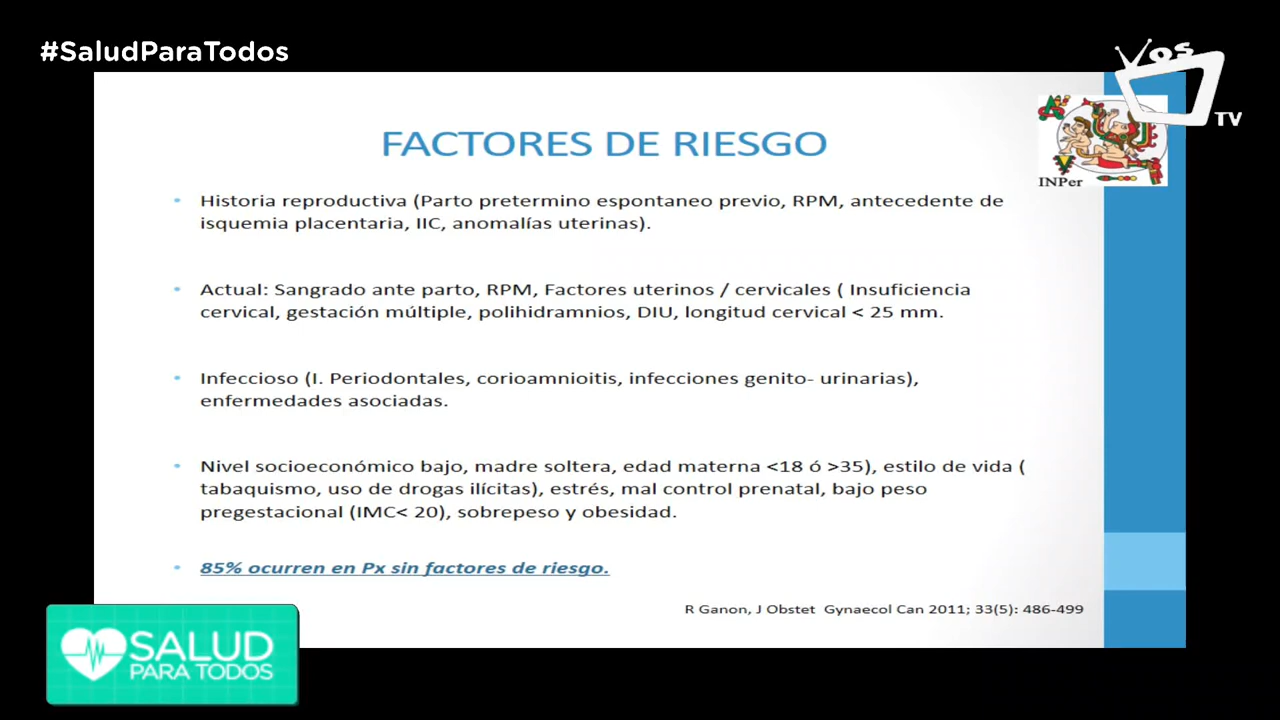 #SaludParaTodos
OS
TV
INPer
FACTORES DE RIESGO
• Historia reproductiva (Parto pretermino espontaneo previo, RPM, antecedente de
isquemia placentaria, IIC, anomalías uterinas).
• Actual: Sangrado ante parto, RPM, Factores uterinos / cervicales ( Insuficiencia
cervical, gestación múltiple, polihidramnios, DIU, longitud cervical < 25 mm.
• Infeccioso (I. Periodontales, corioamnioitis, infecciones genito- urinarias),
enfermedades asociadas.
• Nivel socioeconómico bajo, madre soltera, edad materna <18 ó >35), estilo de vida (
tabaquismo, uso de drogas ilícitas), estrés, mal control prenatal, bajo peso
pregestacional (IMC< 20), sobrepeso y obesidad.
• 85% ocurren en Px sin factores de riesgo.
R Ganon, J Obstet Gynaecol Can 2011; 33(5): 486-499
SALUD
PARA TODOS